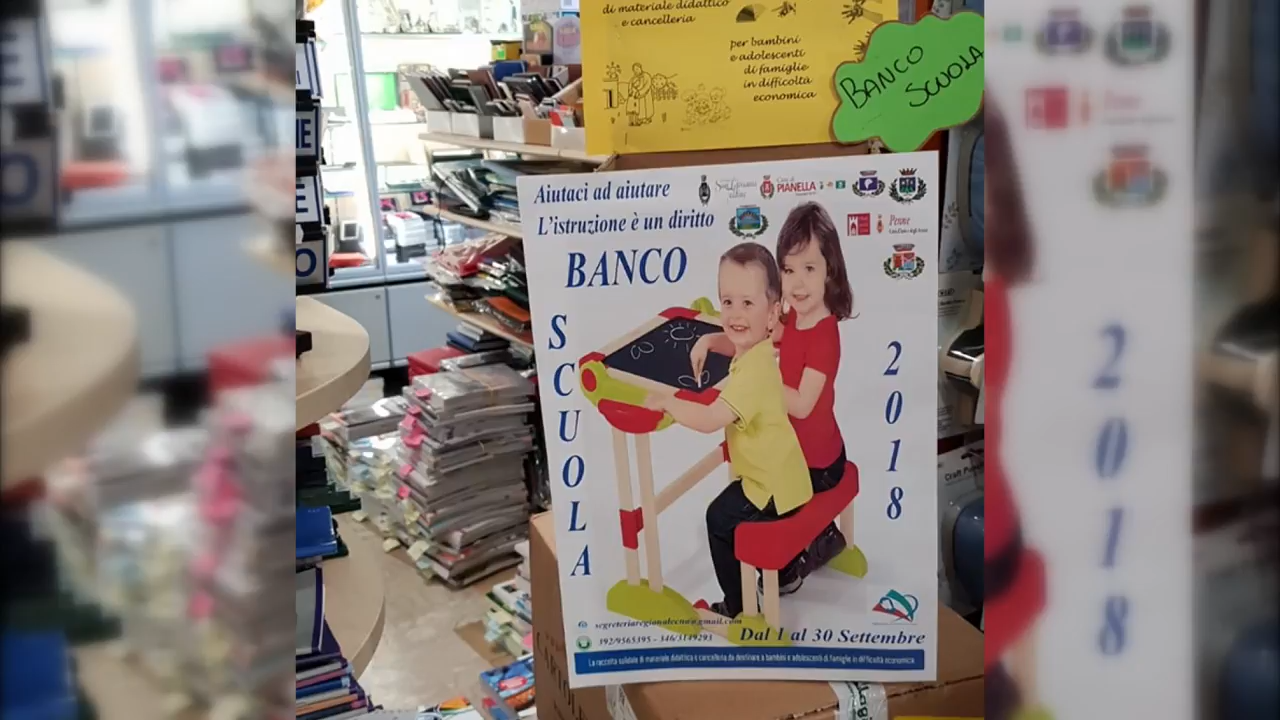 di materiale didattico
e cancelleria
per bambini
e adolescenti
di famiglie
in difficoltà
economica
BANCO
SCUOLA
Aiutaci ad aiutare
L'istruzione è un diritto
PIANELLA
Penne
BANCO
SCUOLA
2018
segreteriaregionalecna@gmail.com
392/9565395 - 346/3149293
Dal 1 al 30 Settembre
La raccolta solidale di materiale didattico e cancelleria da destinare a bambini e adolescenti di famiglie in difficoltà economica
2018